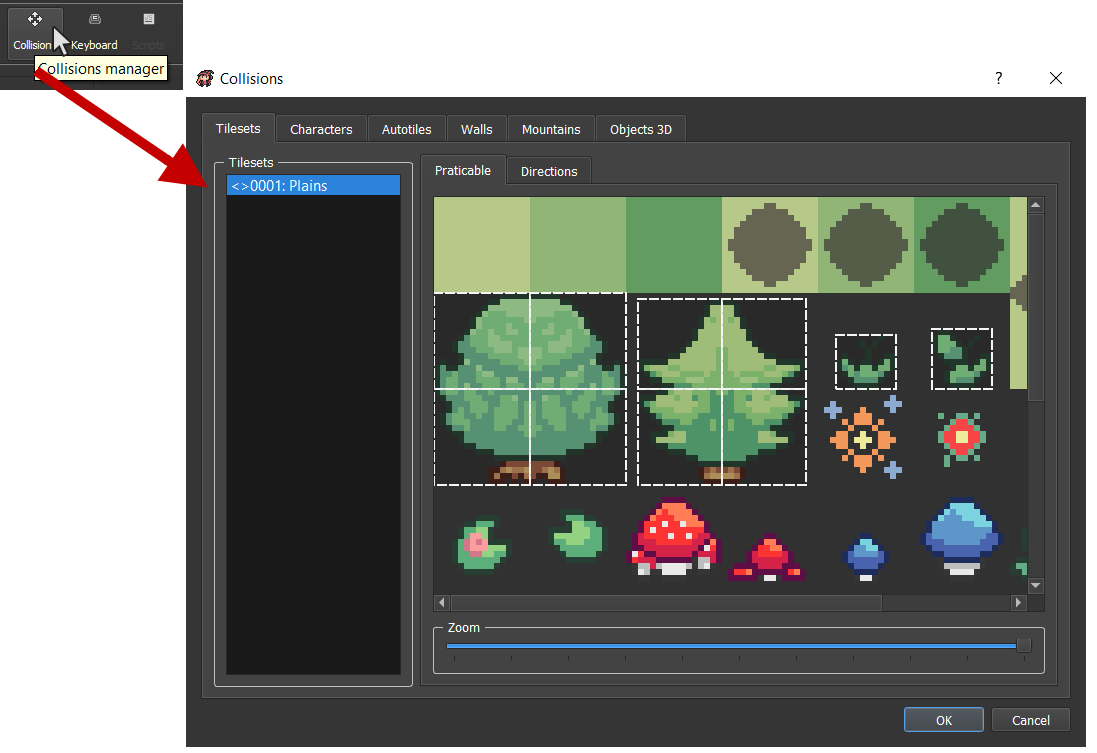 Collision Keyboard Scripts
Collisions manager
Collisions
?
Tilesets Characters Autotiles Walls Mountains Objects 3D
Tilesets
<>0001: Plains
Praticable Directions
Zoom
OK Cancel